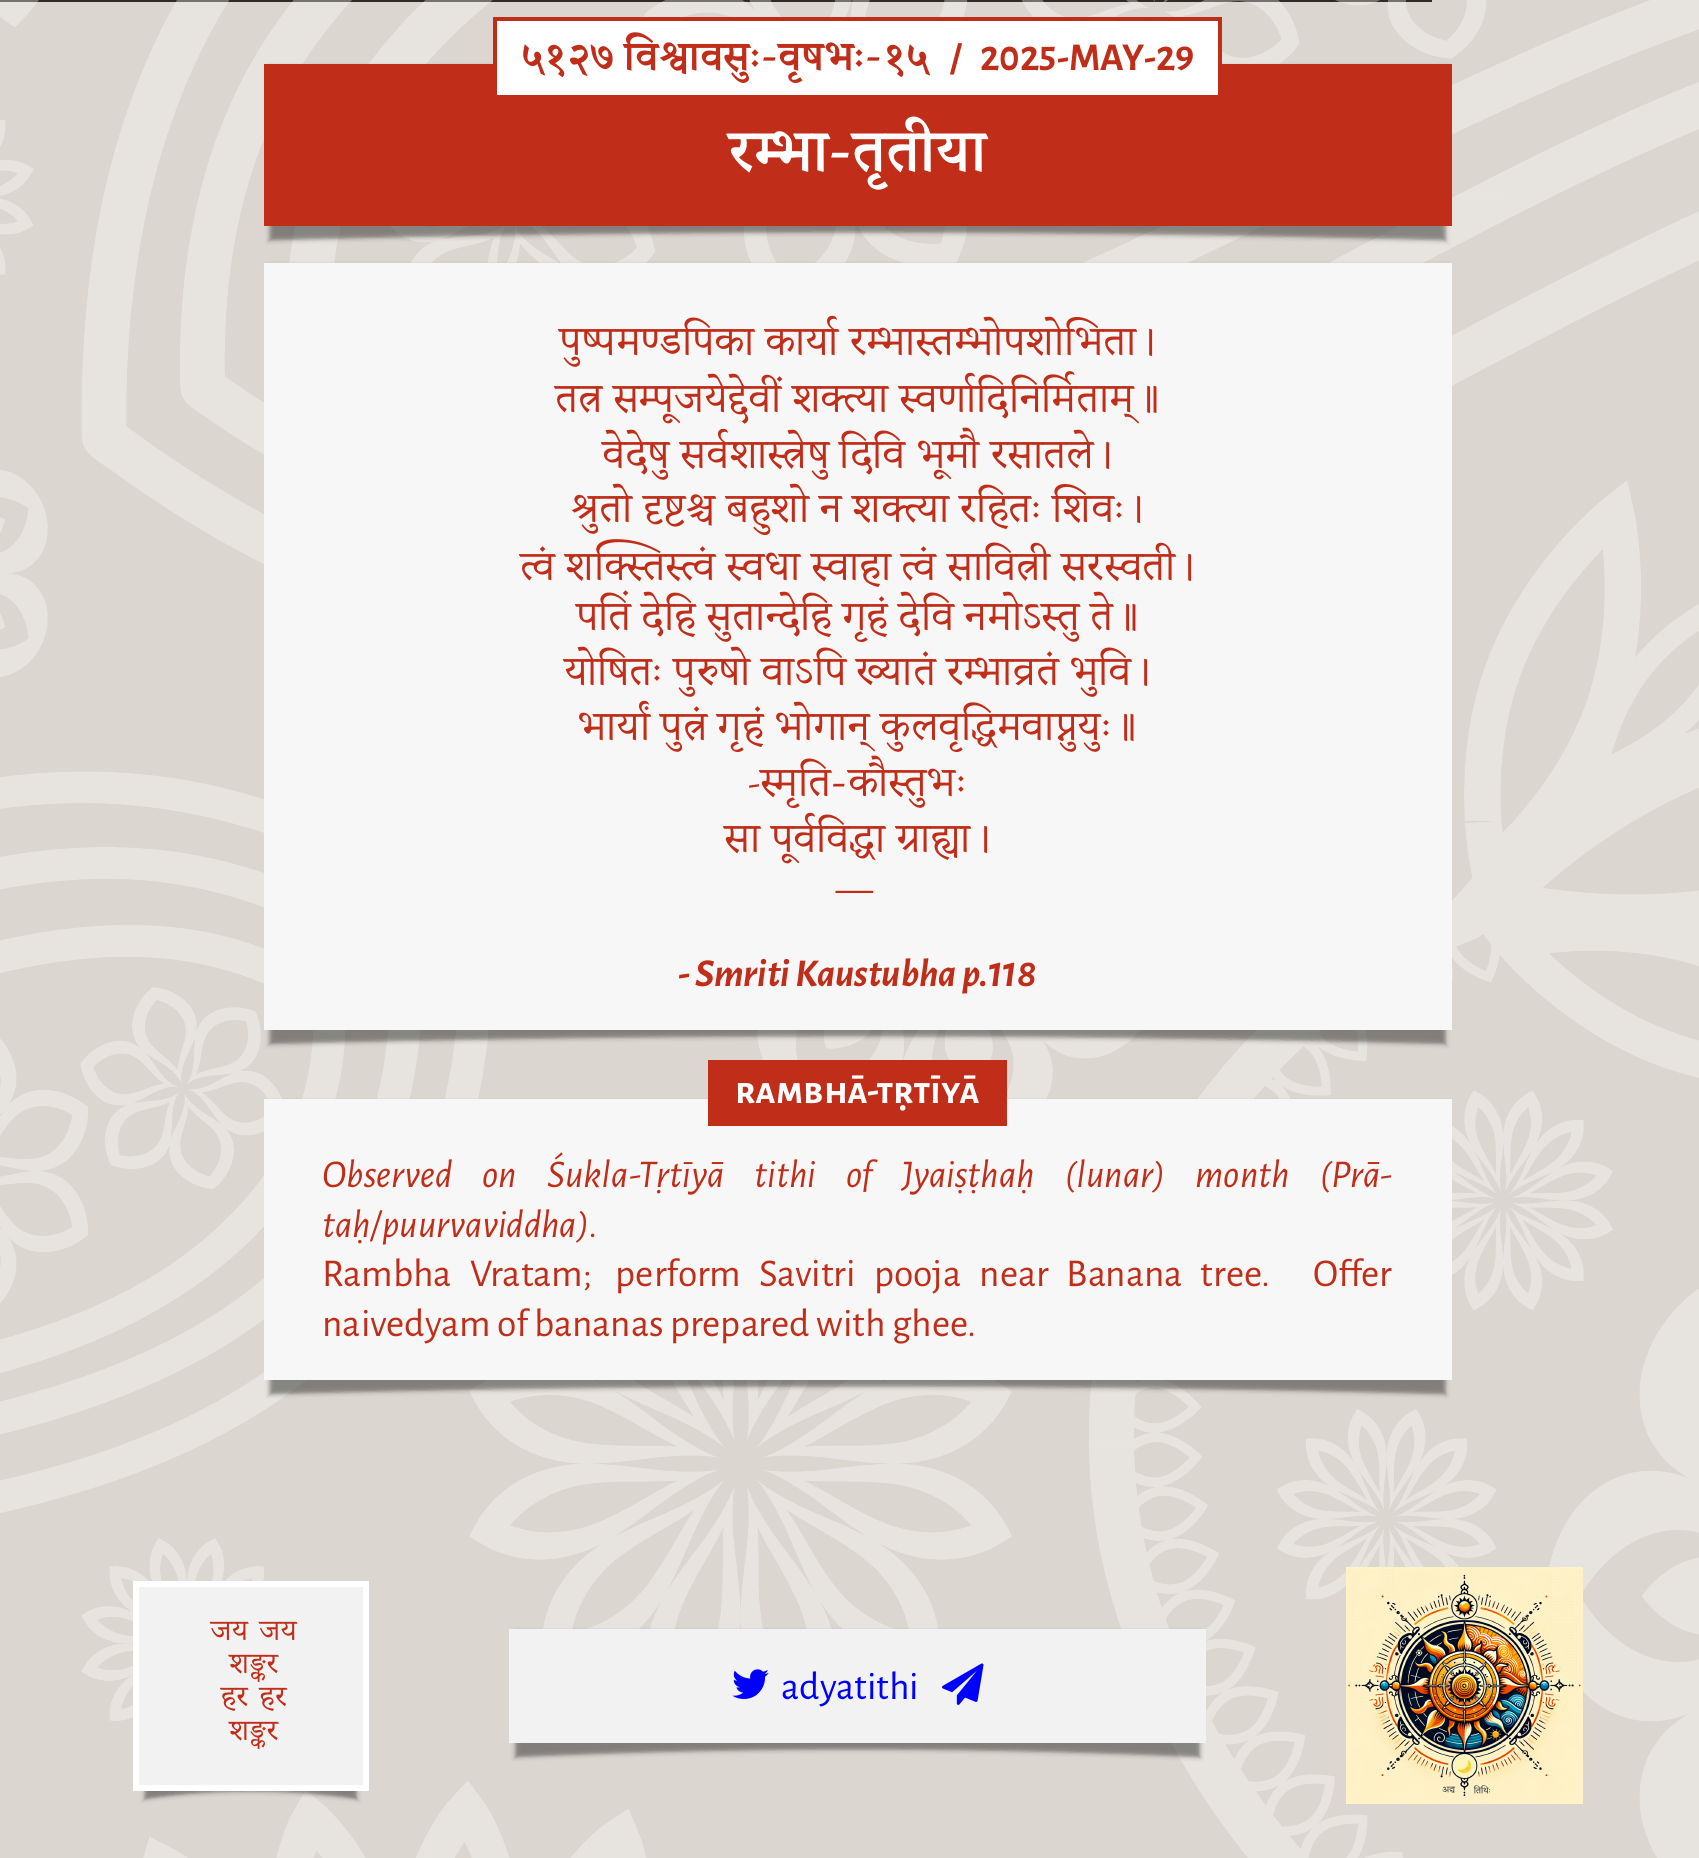 ५१२७ विश्वावसुः-वृषभः-१५ / 2025-MAY-29
रम्भा-तृतीया
पुष्पमण्डपिका कार्या रम्भास्तम्भोपशोभिता।
तत्र सम्पूजयेद्देवीं शक्त्या स्वर्णादिनिर्मिताम्॥
वेदेषु सर्वशास्त्रेषु दिवि भूमौ रसातले।
श्रुतो दृष्टश्च बहुशो न शक्त्या रहितः शिवः।
त्वं शक्तिस्त्वं स्वधा स्वाहा त्वं सावित्री सरस्वती।
पतिं देहि सुतान्देहि गृहं देवि नमोऽस्तु ते॥
योषितः पुरुषो वाऽपि ख्यातं रम्भाव्रतं भुवि।
भार्यां पुत्रं गृहं भोगान् कुलवृद्धिमवाप्नुयुः॥
-स्मृति-कौस्तुभः
सा पूर्वविद्धा ग्राह्या।
—
- Smriti Kaustubha p.118
RAMBHĀ-TṚTĪYĀ
Observed on Śukla-Tṛtīyā tithi of Jyaiṣṭhaḥ (lunar) month (Prā-
taḥ/puurvaviddha).
Rambha Vratam; perform Savitri pooja near Banana tree. Offer
naivedyam of bananas prepared with ghee.
जय जय
शङ्कर
हर हर
शङ्कर
adyatithi
अद्य तिथिः